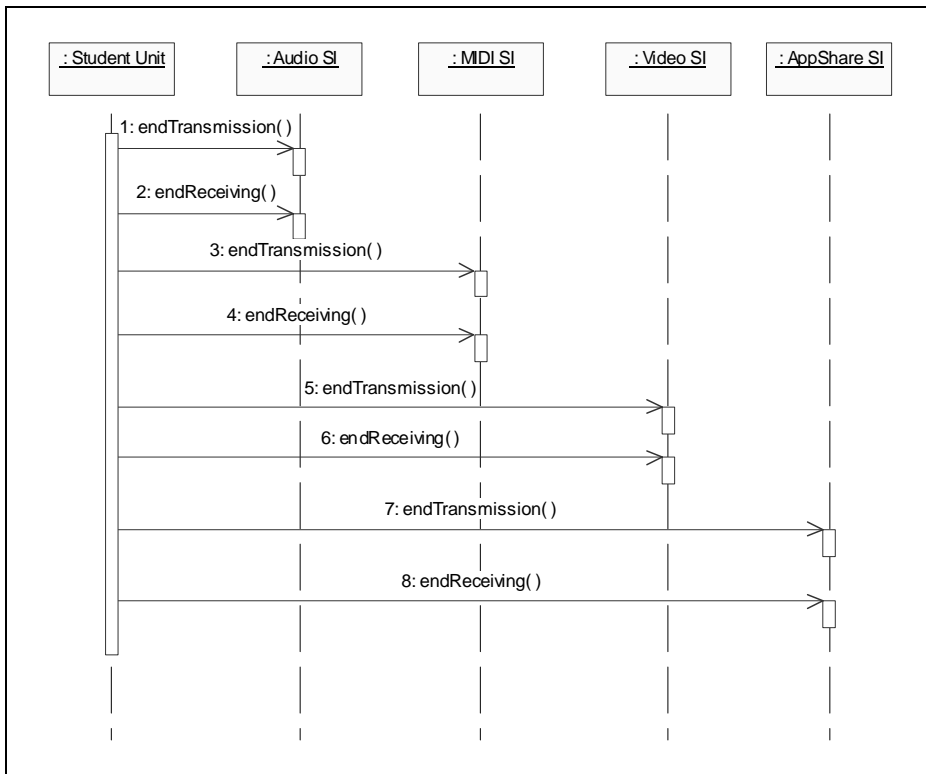 : Student Unit
: Audio SI
: MIDI SI
: Video SI
: AppShare SI
1: endTransmission( )
2: endReceiving( )
3: endTransmission( )
4: endReceiving( )
5: endTransmission( )
6: endReceiving( )
7: endTransmission( )
8: endReceiving( )